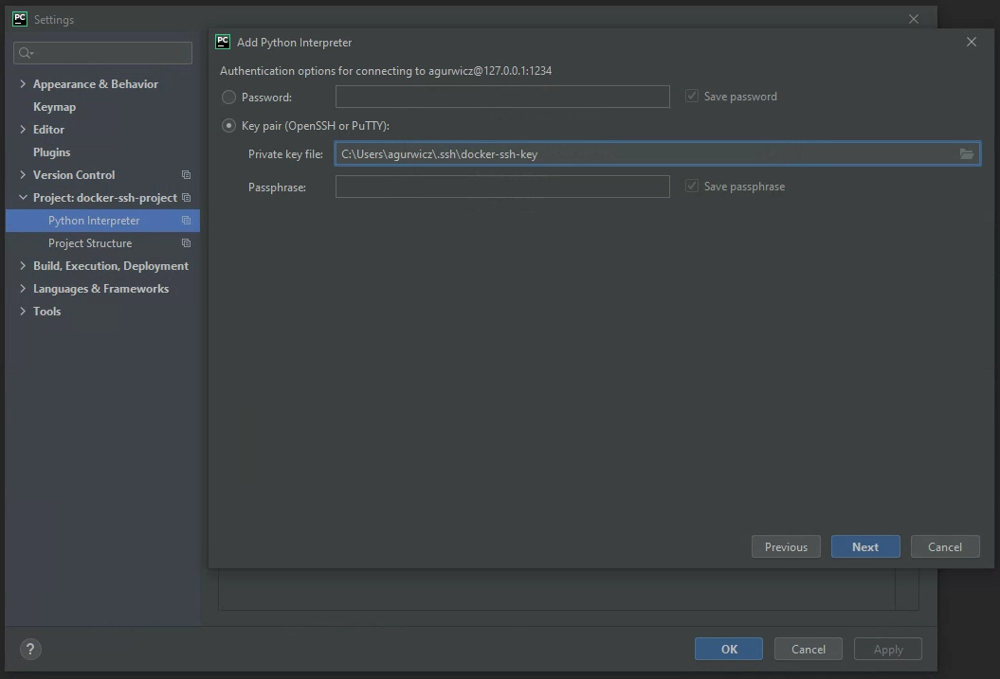 PC Settings
Appearance & Behavior
Keymap
Editor
Plugins
Version Control
Project: docker-ssh-project
Python Interpreter
Project Structure
Build, Execution, Deployment
Languages & Frameworks
Tools
PC Add Python Interpreter
Authentication options for connecting to agurwicz@127.0.0.1:1234
Password:
Save password
Key pair (OpenSSH or PuTTY):
Private key file: C:\Users\agurwicz\.ssh\docker-ssh-key
Passphrase:
Save passphrase
Previous Next Cancel
? OK Cancel Apply